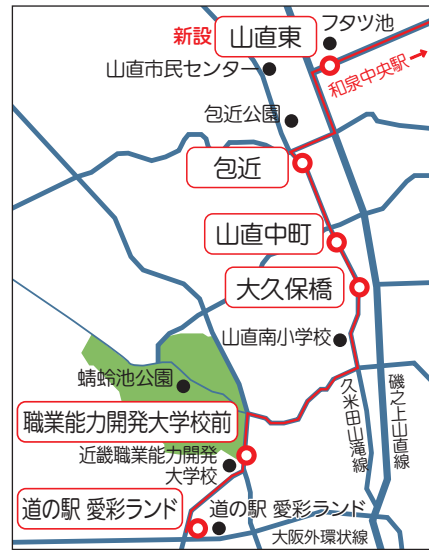 フタツ池
新設 山直東
山直市民センター
和泉中央駅→
包近公園
包近
山直中町
大久保橋
山直南小学校
蜻蛉池公園
久米田山滝線
磯之上山直線
職業能力開発大学校前
近畿職業能力開発
大学校
道の駅 愛彩ランド
道の駅 愛彩ランド
大阪外環状線